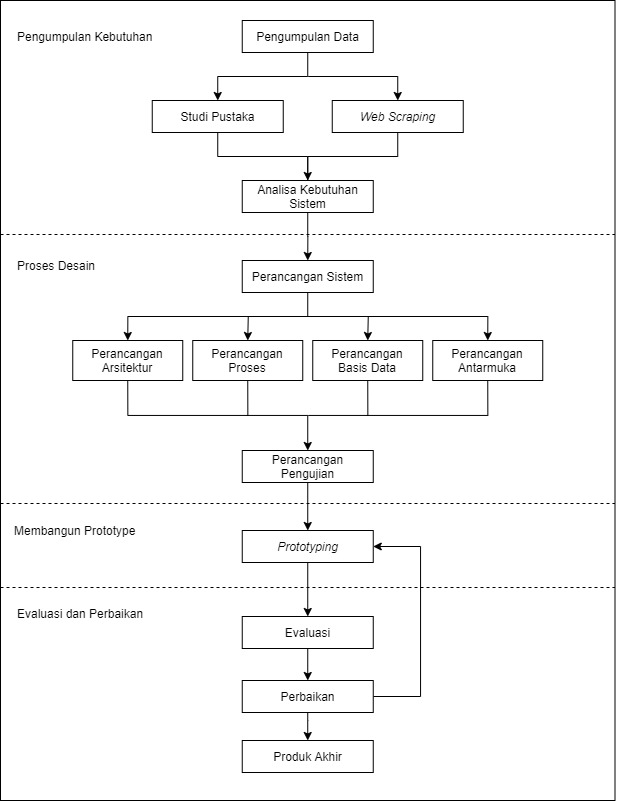 Pengumpulan Kebutuhan
Pengumpulan Data
Studi Pustaka
Web Scraping
Analisa Kebutuhan
Sistem
Proses Desain
Perancangan Sistem
Perancangan
Arsitektur
Perancangan
Proses
Perancangan
Basis Data
Perancangan
Antarmuka
Perancangan
Pengujian
Membangun Prototype
Prototyping
Evaluasi dan Perbaikan
Evaluasi
Perbaikan
Produk Akhir